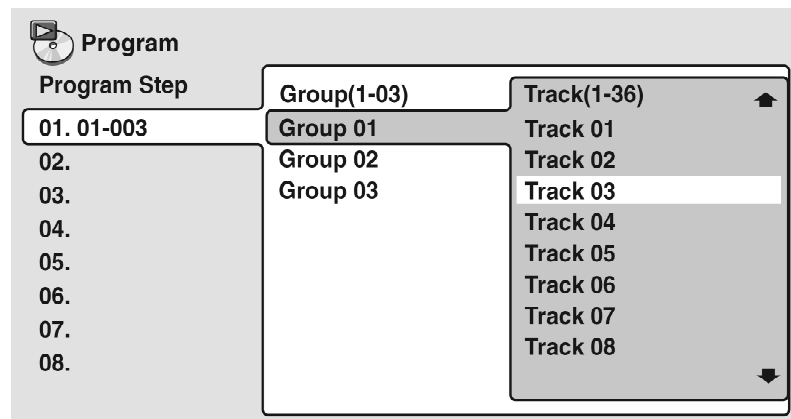 Program
Program Step
01. 01-003
02.
03.
04.
05.
06.
07.
08.
Group(1-03)
Group 01
Group 02
Group 03
Track(1-36)
Track 01
Track 02
Track 03
Track 04
Track 05
Track 06
Track 07
Track 08